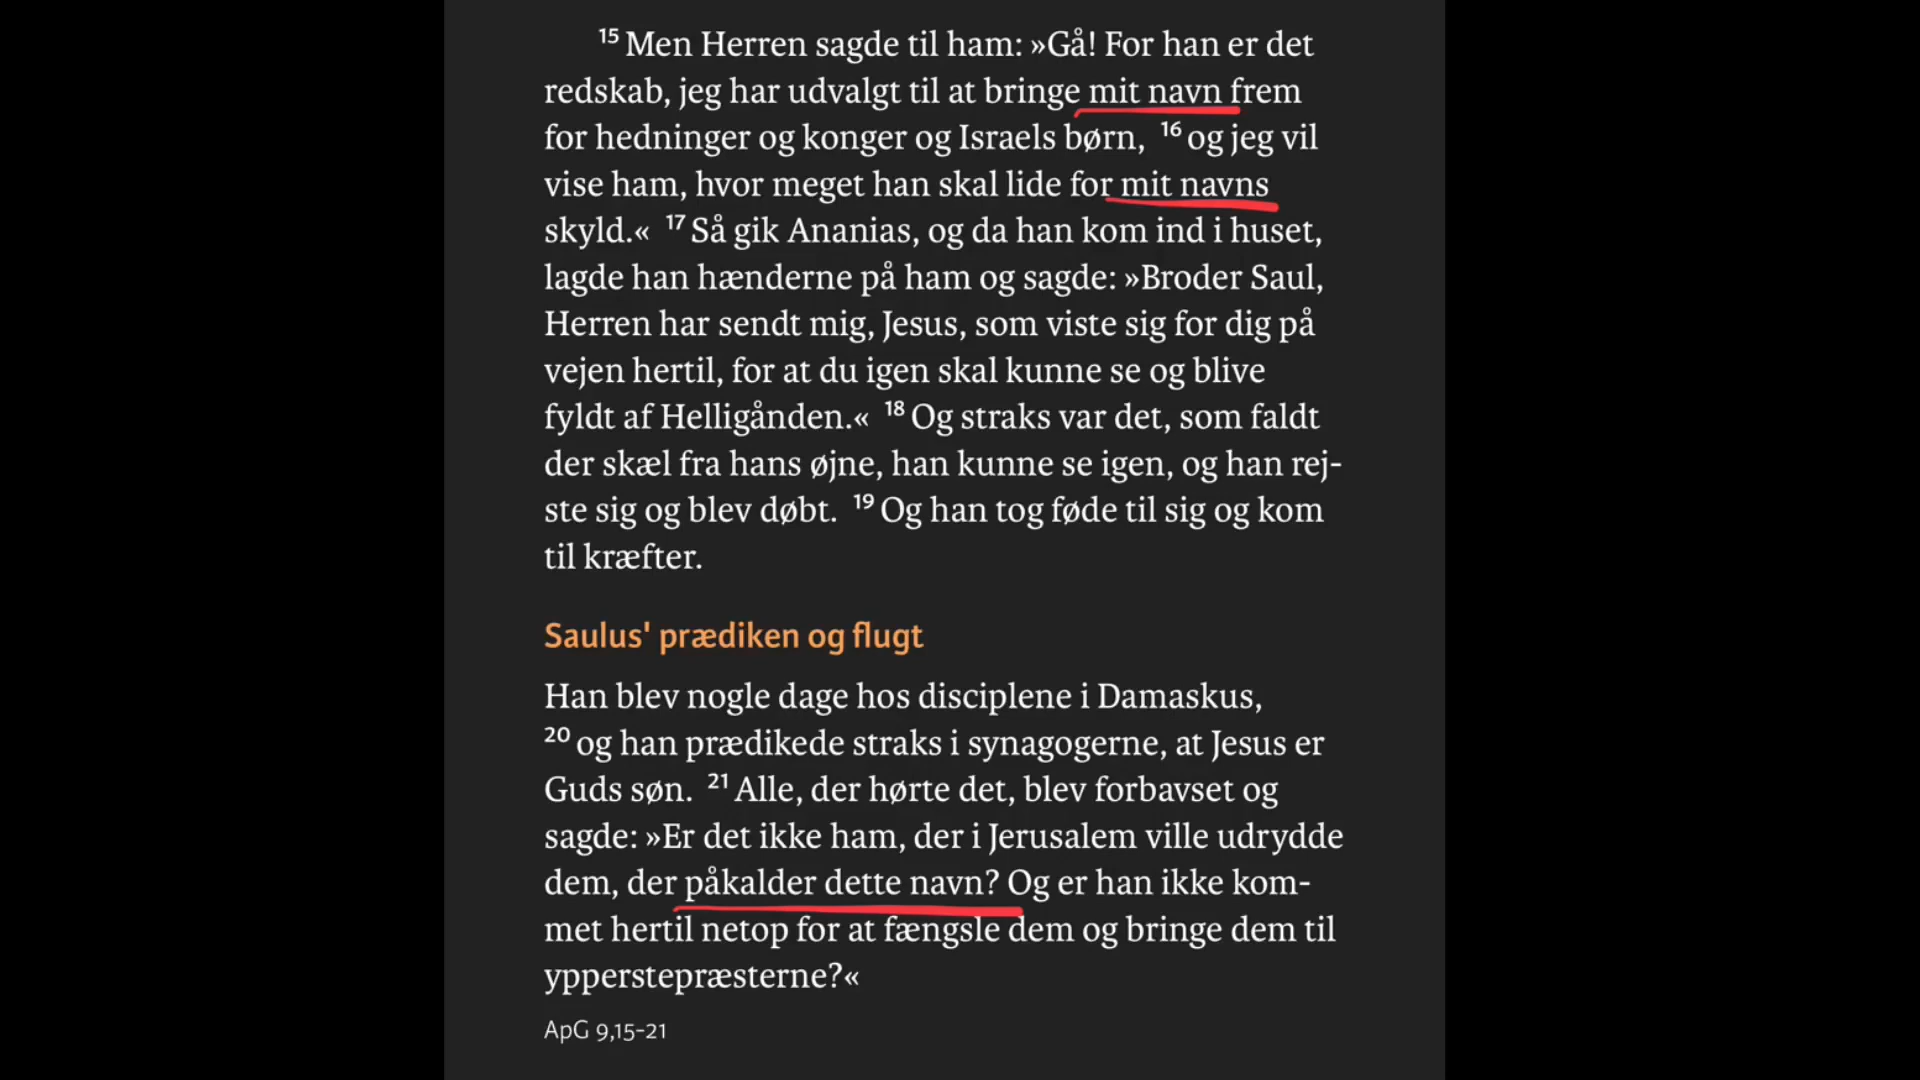 15 Men Herren sagde til ham: »Gå! For han er det
redskab, jeg har udvalgt til at bringe mit navn frem
for hedninger og konger og Israels børn, 16 og jeg vil
vise ham, hvor meget han skal lide for mit navns
skyld.« 17 Så gik Ananias, og da han kom ind i huset,
lagde han hænderne på ham og sagde: »Broder Saul,
Herren har sendt mig, Jesus, som viste sig for dig på
vejen hertil, for at du igen skal kunne se og blive
fyldt af Helligånden.« 18 Og straks var det, som faldt
der skæl fra hans øjne, han kunne se igen, og han rej-
ste sig og blev døbt. 19 Og han tog føde til sig og kom
til kræfter.
Saulus' prædiken og flugt
Han blev nogle dage hos disciplene i Damaskus,
20 og han prædikede straks i synagogerne, at Jesus er
Guds søn. 21 Alle, der hørte det, blev forbavset og
sagde: »Er det ikke ham, der i Jerusalem ville udrydde
dem, der påkalder dette navn? Og er han ikke kom-
met hertil netop for at fængsle dem og bringe dem til
ypperstepræsterne?«
ApG 9,15-21